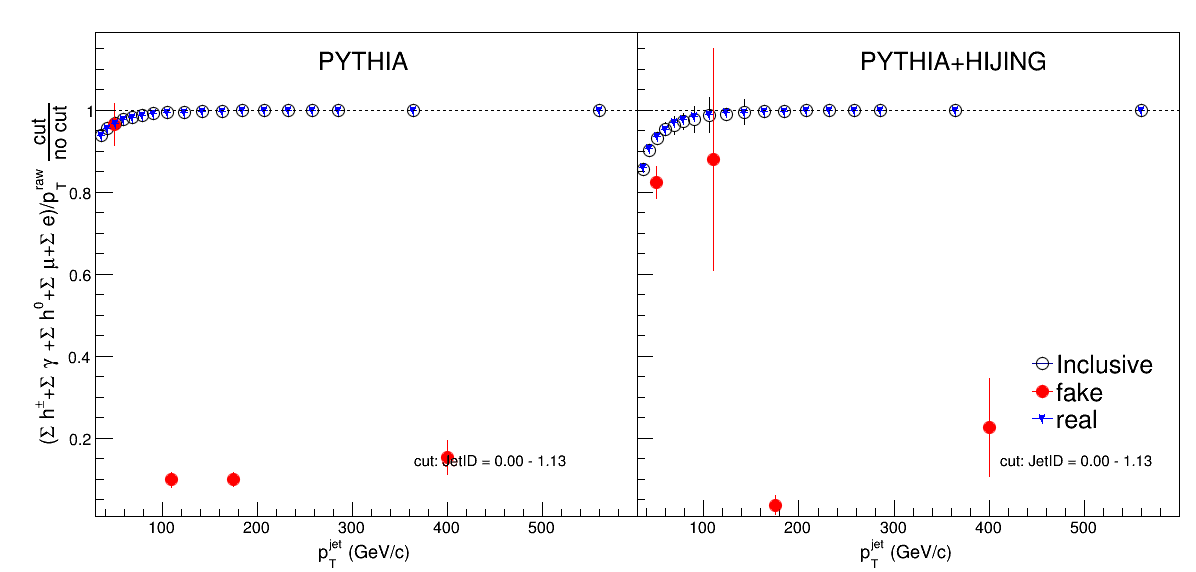 PYTHIA
PYTHIA+HIJING
(Σ h± +Σ γ +Σ h⁰+Σ μ+Σ e)/p_T^raw cut/no cut
1
0.8
0.6
0.4
0.2
Inclusive
fake
real
cut: JetID = 0.00 - 1.13
cut: JetID = 0.00 - 1.13
100 200 300 400 500
100 200 300 400 500
p_T^jet (GeV/c)
p_T^jet (GeV/c)